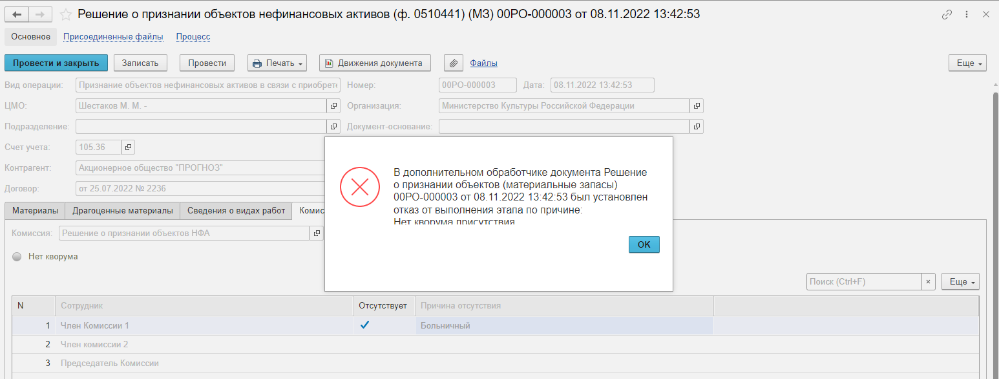 Решение о признании объектов нефинансовых активов (ф. 0510441) (МЗ) 00РО-000003 от 08.11.2022 13:42:53
Основное Присоединенные файлы Процесс
Провести и закрыть Записать Провести Печать Движения документа Файлы Еще
Вид операции: Признание объектов нефинансовых активов в связи с приобрете Номер: 00РО-000003 Дата: 08.11.2022 13:42:53
ЦМО: Шестаков М. М. - Организация: Министерство Культуры Российской Федерации
Подразделение: Документ-основание:
Счет учета: 105.36
Контрагент: Акционерное общество "ПРОГНОЗ"
Договор: от 25.07.2022 № 2236
Материалы Драгоценные материалы Сведения о видах работ Комис
Комиссия: Решение о признании объектов НФА
Нет кворума
В дополнительном обработчике документа Решение
о признании объектов (материальные запасы)
00РО-000003 от 08.11.2022 13:42:53 был установлен
отказ от выполнения этапа по причине:
Нет кворума присутствия
OK
Поиск (Ctrl+F) × Еще
N Сотрудник Отсутствует Причина отсутствия
1 Член Комиссии 1 Больничный
2 Член комиссии 2
3 Председатель Комиссии